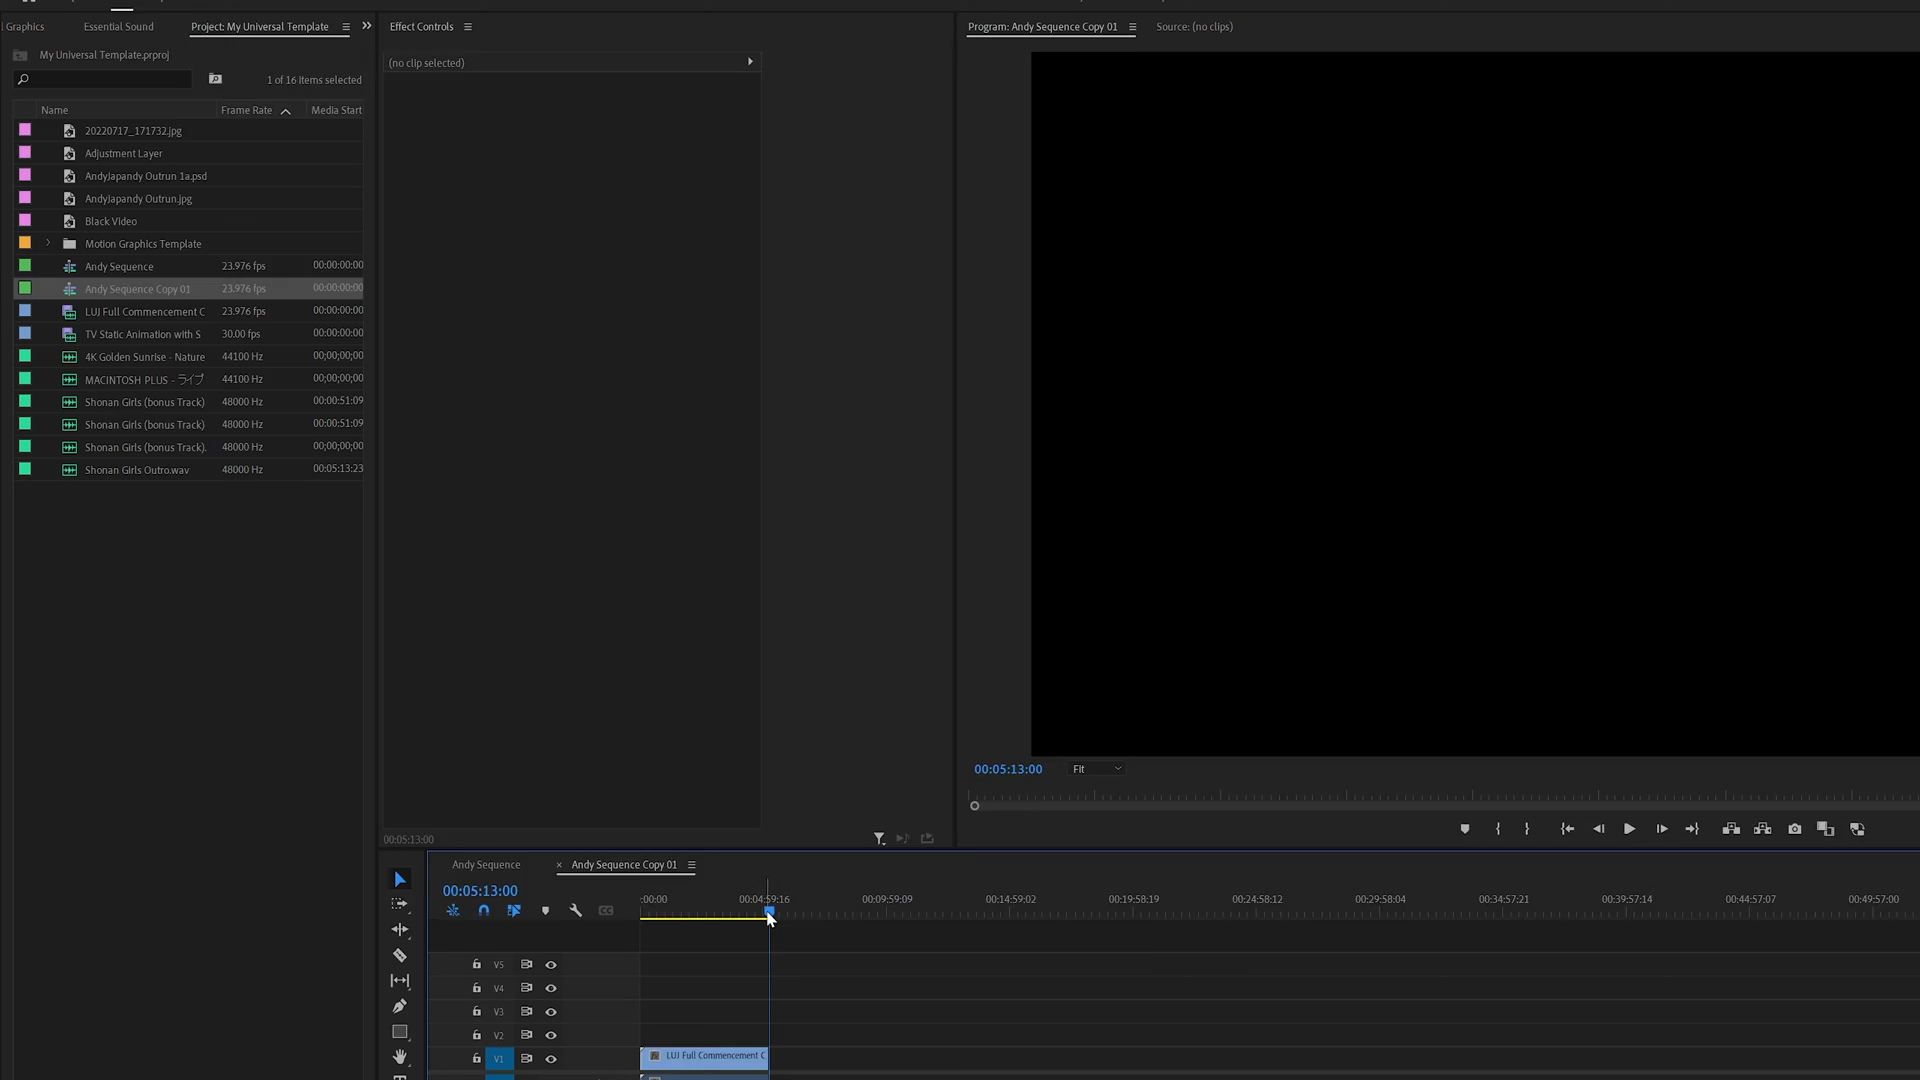 l Graphics
Essential Sound
Project: My Universal Template
Effect Controls
Program: Andy Sequence Copy 01
Source: (no clips)
My Universal Template.prproj
(no clip selected)
1 of 16 items selected
Name
Frame Rate
Media Start
20220717_171732.jpg
Adjustment Layer
AndyJapandy Outrun 1a.psd
AndyJapandy Outrun.jpg
Black Video
Motion Graphics Template
Andy Sequence 23.976 fps 00:00:00:00
Andy Sequence Copy 01 23.976 fps 00:00:00:00
LUJ Full Commencement C 23.976 fps 00:00:00:00
TV Static Animation with S 30.00 fps 00:00:00:00
4K Golden Sunrise - Nature 44100 Hz 00;00;00;00
MACINTOSH PLUS - ライブ 44100 Hz 00;00;00;00
Shonan Girls (bonus Track) 48000 Hz 00:00:51:09
Shonan Girls (bonus Track) 48000 Hz 00:00:51:09
Shonan Girls (bonus Track). 48000 Hz 00;00;00;00
Shonan Girls Outro.wav 48000 Hz 00:05:13:23
00:05:13:00
Fit
00:05:13:00
Andy Sequence
× Andy Sequence Copy 01
00:05:13:00
:00:00
00:04:59:16
00:09:59:09
00:14:59:02
00:19:58:19
00:24:58:12
00:29:58:04
00:34:57:21
00:39:57:14
00:44:57:07
00:49:57:00
CC
V5
V4
V3
V2
V1
fx LUJ Full Commencement C